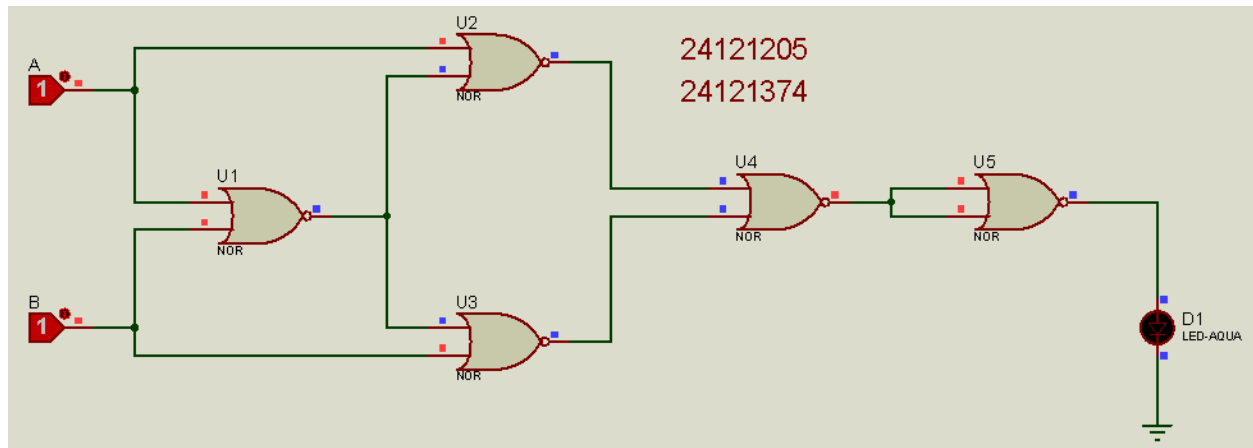 U2
24121205
A
1
NOR
24121374
U1
U4
U5
NOR
NOR
NOR
B
1
U3
D1
LED-AQUA
NOR